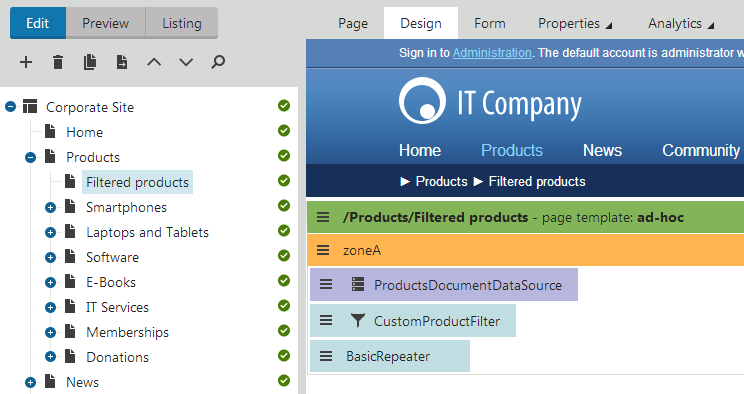 Edit Preview Listing
Page Design Form Properties Analytics
Sign in to Administration. The default account is administrator w
IT Company
Home Products News Community
Products Filtered products
Corporate Site
Home
Products
Filtered products
Smartphones
Laptops and Tablets
Software
E-Books
IT Services
Memberships
Donations
News
/Products/Filtered products - page template: ad-hoc
zoneA
ProductsDocumentDataSource
CustomProductFilter
BasicRepeater